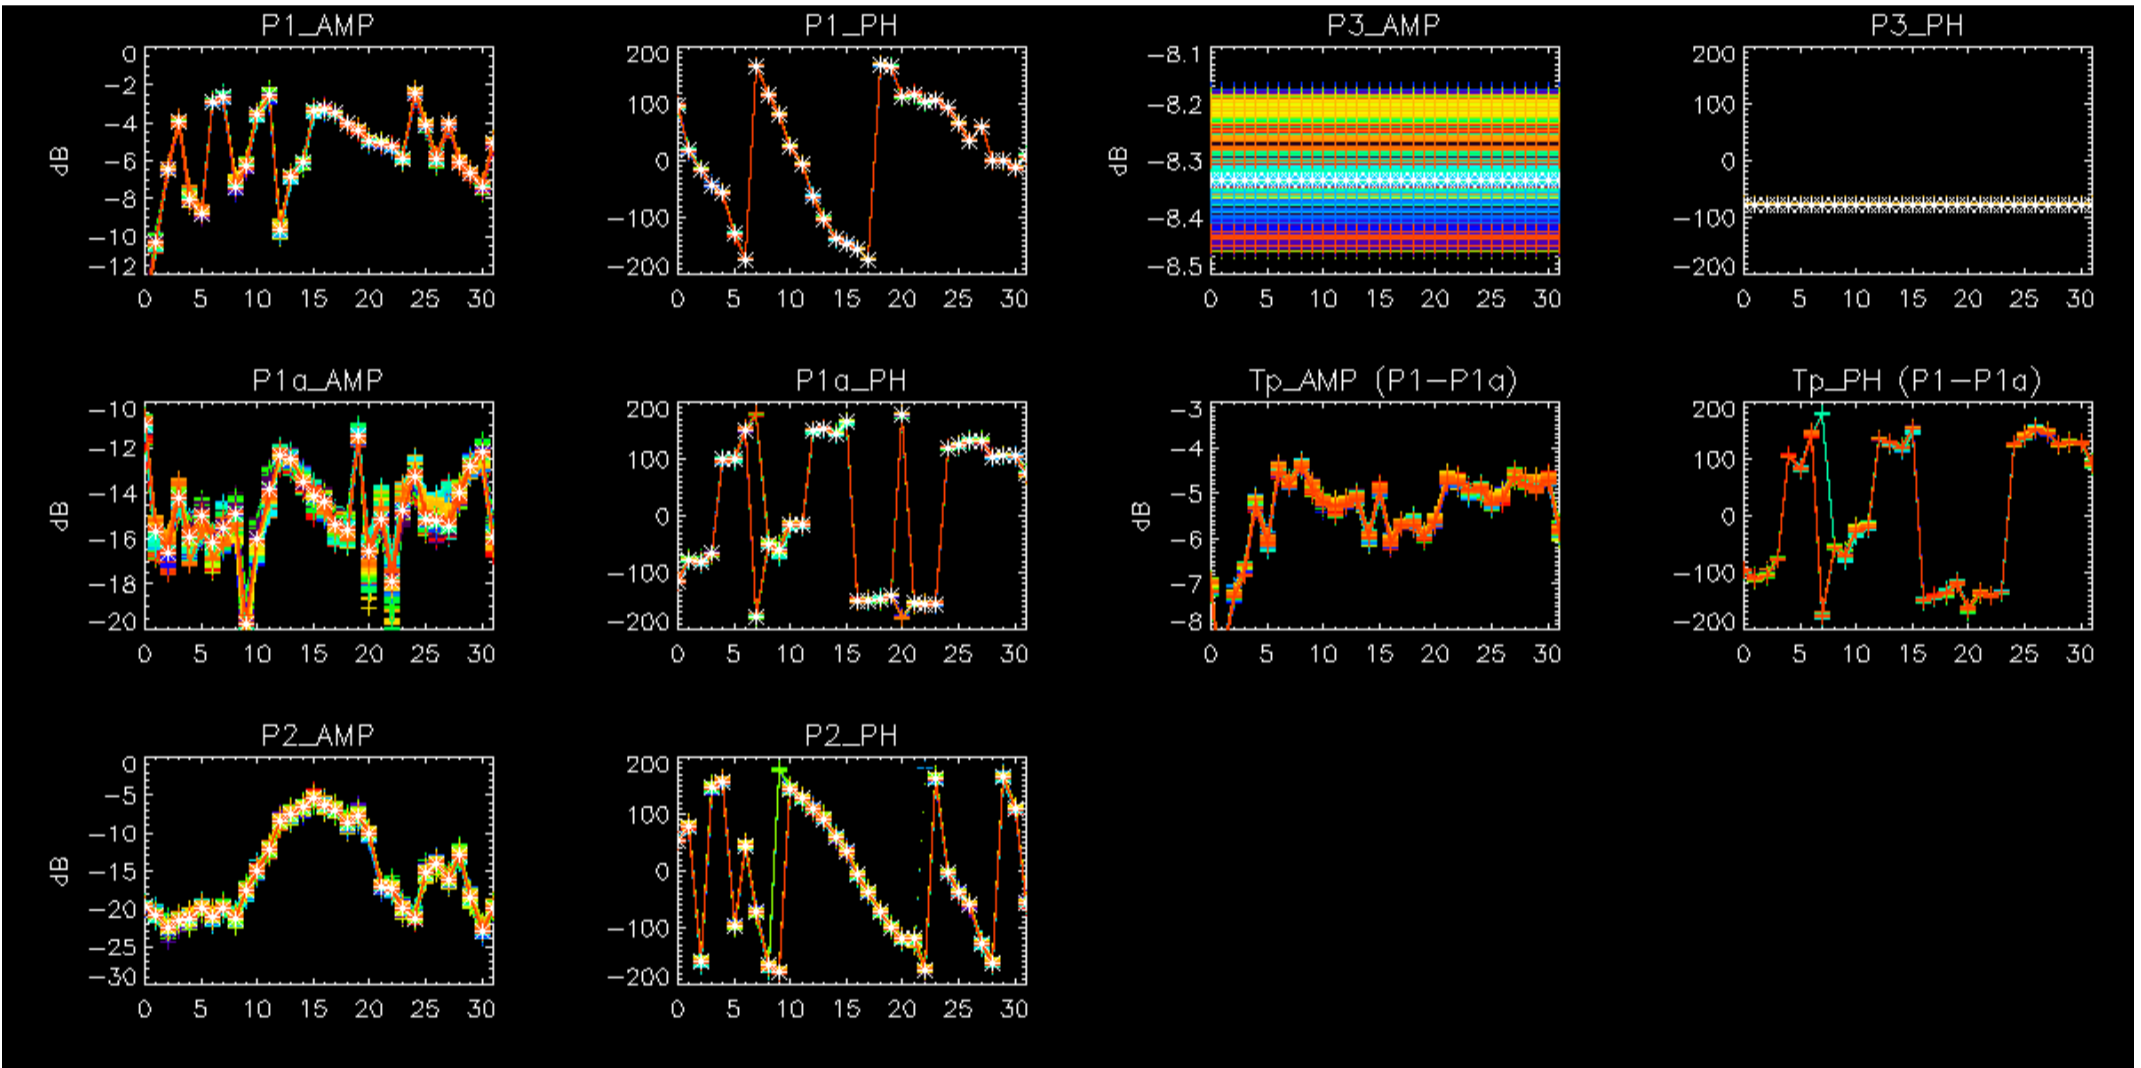 P1_AMP P1_PH P3_AMP P3_PH
0 200 -8.1 200
-2 100 -8.2 100
-4 0 -8.3 0
-6 -100 -8.4 -100
-8 -200 -8.5 -200
-10
-12
dB dB
0 5 10 15 20 25 30 0 5 10 15 20 25 30 0 5 10 15 20 25 30 0 5 10 15 20 25 30
P1a_AMP P1a_PH Tp_AMP (P1-P1a) Tp_PH (P1-P1a)
-10 200 -3 200
-12 100 -4 100
-14 0 -5 0
-16 -100 -6 -100
-18 -200 -7 -200
-20 -8
dB dB
0 5 10 15 20 25 30 0 5 10 15 20 25 30 0 5 10 15 20 25 30 0 5 10 15 20 25 30
P2_AMP P2_PH
0 200
-5 100
-10 0
-15 -100
-20 -200
-25
-30
dB
0 5 10 15 20 25 30 0 5 10 15 20 25 30